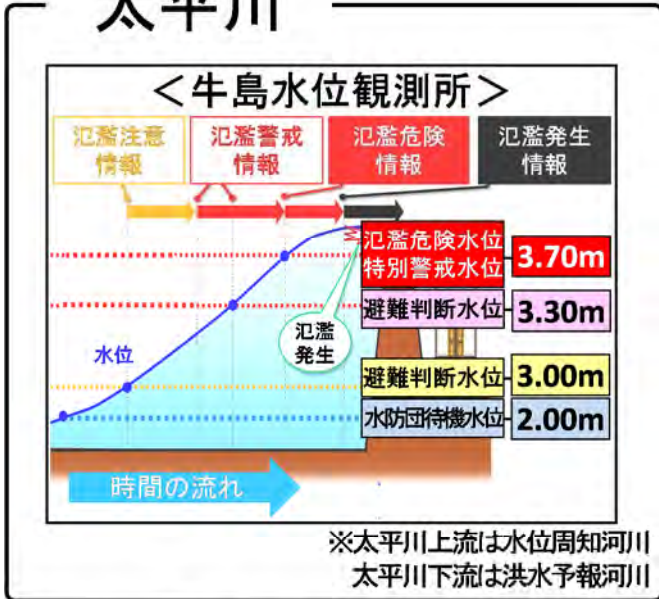 太平川
＜牛島水位観測所＞
氾濫注意
情報
氾濫警戒
情報
氾濫危険
情報
氾濫発生
情報
氾濫危険水位
特別警戒水位
3.70m
避難判断水位
3.30m
氾濫
発生
水位
避難判断水位
3.00m
水防団待機水位
2.00m
時間の流れ
※太平川上流は水位周知河川
太平川下流は洪水予報河川